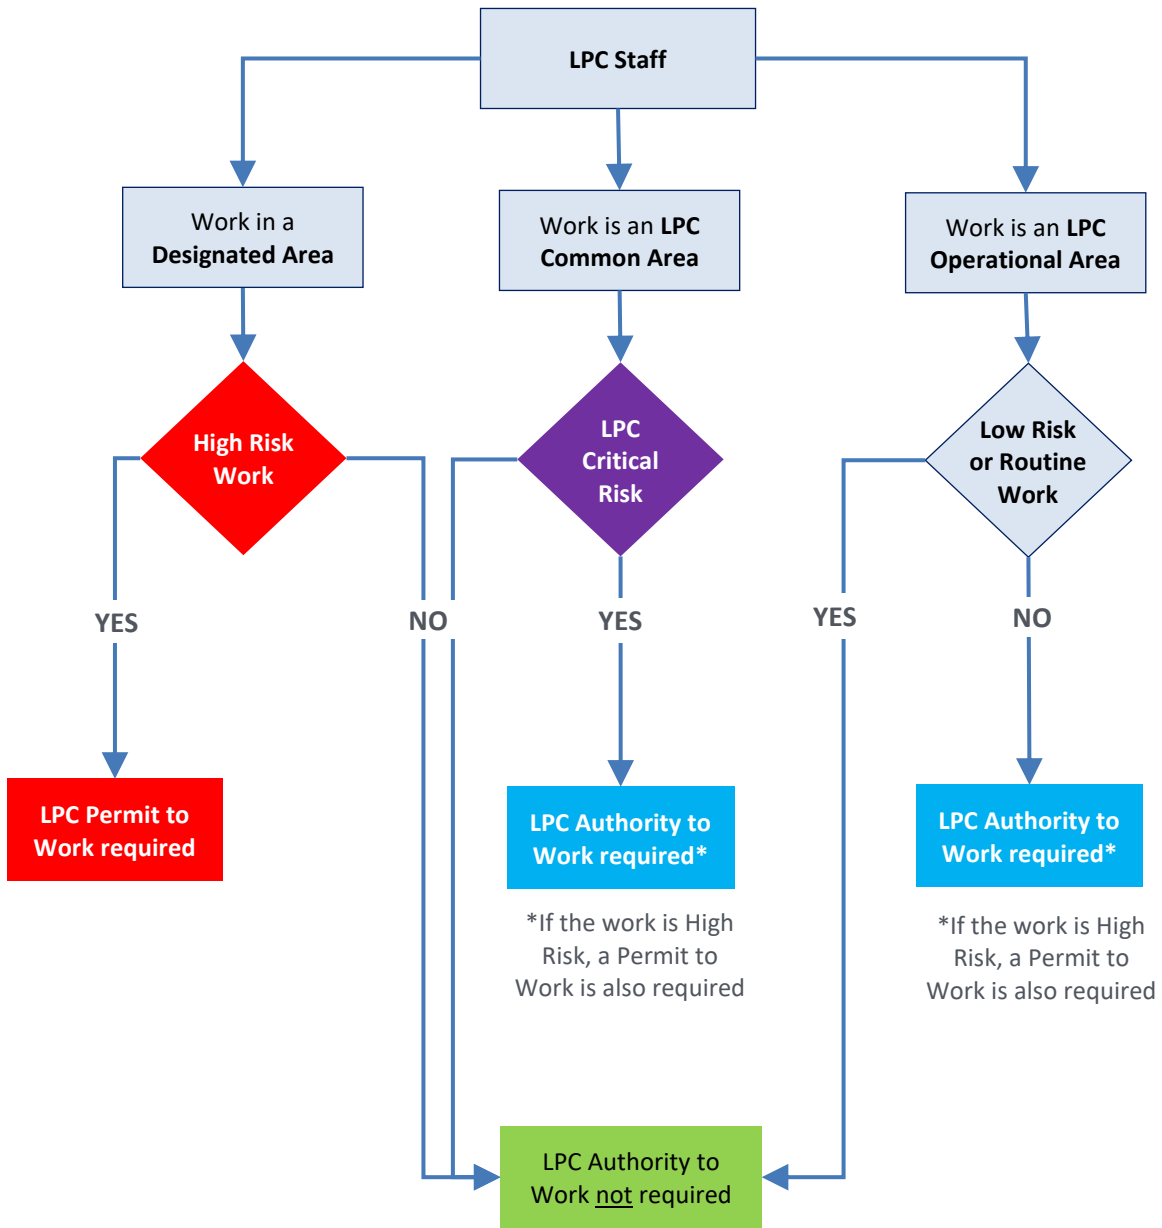 LPC Staff
Work in a
Designated Area
Work is an LPC
Common Area
Work is an LPC
Operational Area
High Risk
Work
LPC
Critical
Risk
Low Risk
or Routine
Work
YES
NO
YES
YES
NO
LPC Permit to
Work required
LPC Authority to
Work required*
LPC Authority to
Work required*
*If the work is High
Risk, a Permit to
Work is also required
*If the work is High
Risk, a Permit to
Work is also required
LPC Authority to
Work not required